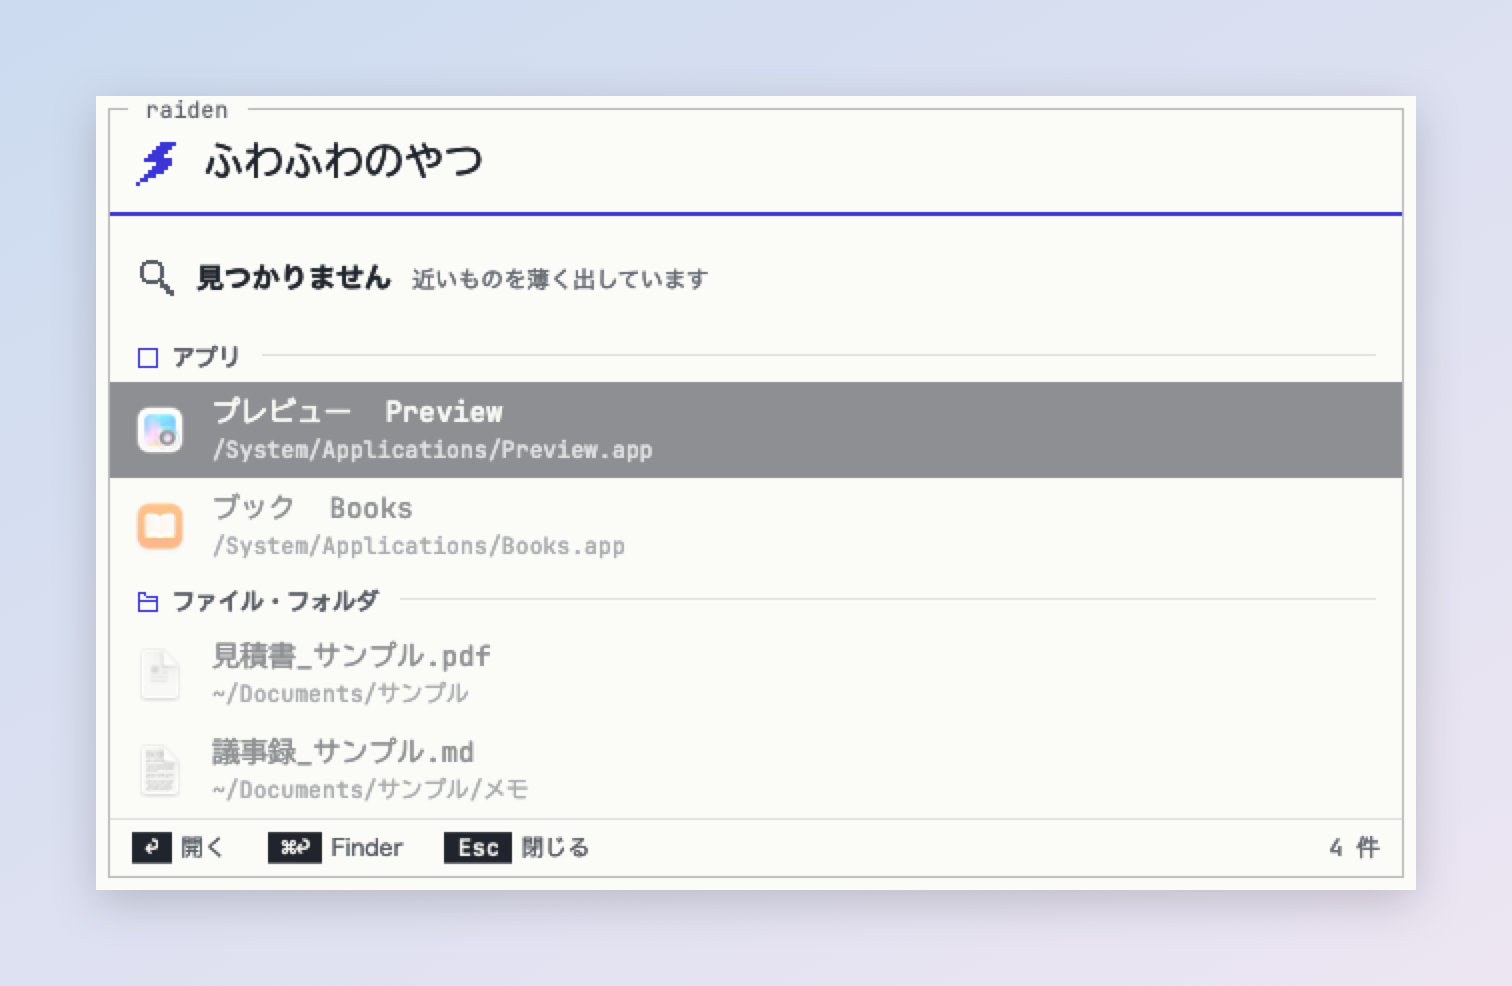 raiden
ふわふわのやつ
見つかりません 近いものを薄く出しています
アプリ
プレビュー Preview
/System/Applications/Preview.app
ブック Books
/System/Applications/Books.app
ファイル・フォルダ
見積書_サンプル.pdf
~/Documents/サンプル
議事録_サンプル.md
~/Documents/サンプル/メモ
⏎ 開く ⌘⏎ Finder Esc 閉じる 4 件